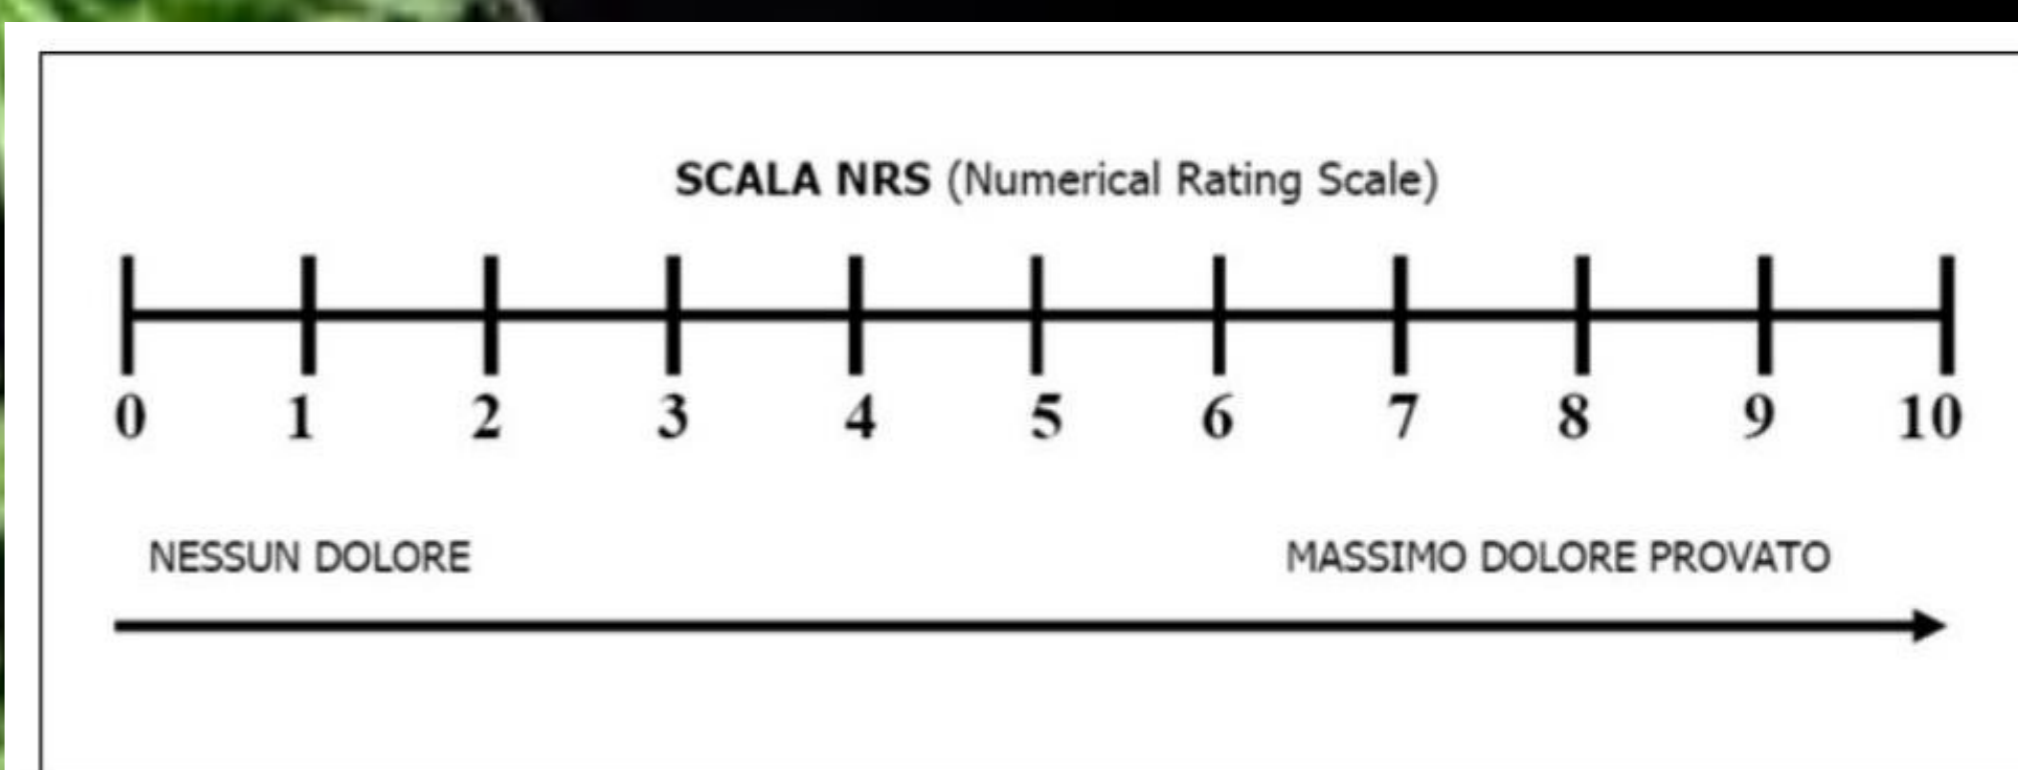 SCALA NRS (Numerical Rating Scale)
0 1 2 3 4 5 6 7 8 9 10
NESSUN DOLORE MASSIMO DOLORE PROVATO